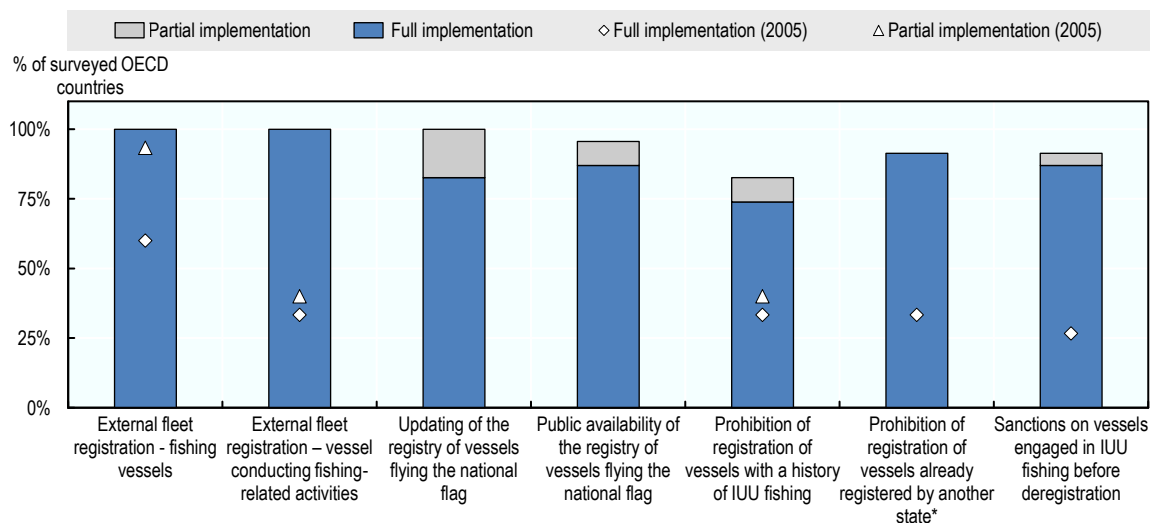 Partial implementation
Full implementation
Full implementation (2005)
Partial implementation (2005)
% of surveyed OECD
countries
100%
75%
50%
25%
0%
External fleet
registration - fishing
vessels
External fleet
registration – vessel
conducting fishing-
related activities
Updating of the
registry of vessels
flying the national
flag
Public availability of
the registry of
vessels flying the
national flag
Prohibition of
registration of
vessels with a history
of IUU fishing
Prohibition of
registration of
vessels already
registered by another
state*
Sanctions on vessels
engaged in IUU
fishing before
deregistration